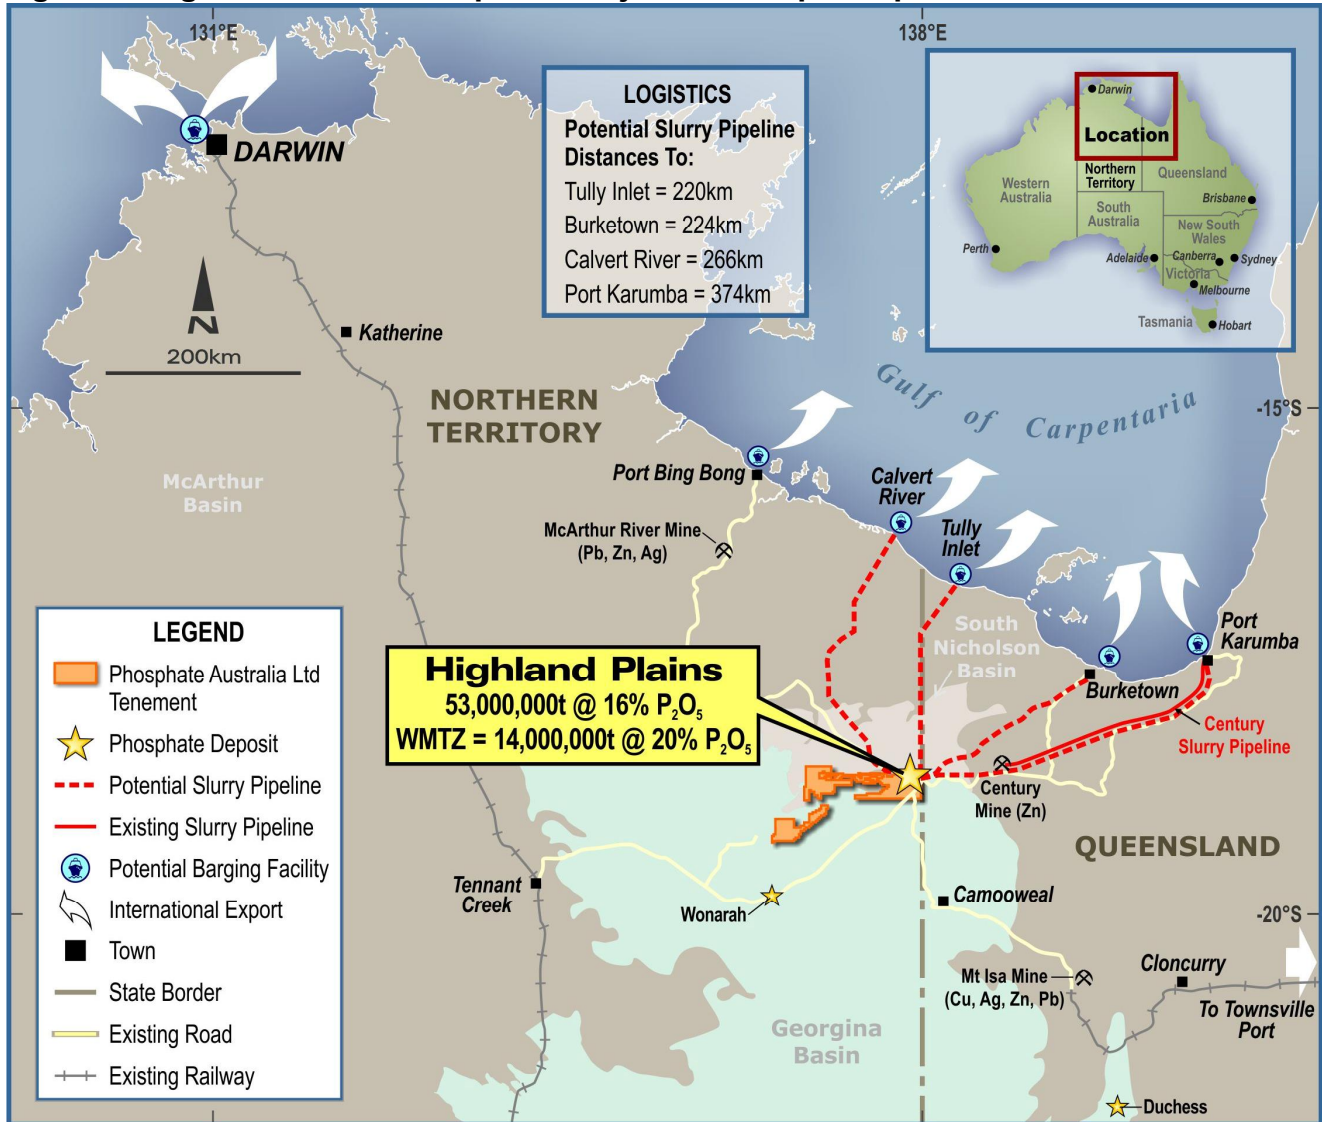 131°E
138°E
DARWIN
LOGISTICS
Potential Slurry Pipeline
Distances To:
Tully Inlet = 220km
Burketown = 224km
Calvert River = 266km
Port Karumba = 374km
Darwin
Location
Northern
Territory
Western
Australia
Queensland
South
Australia
Brisbane
New South
Wales
Perth
Adelaide
Canberra
Sydney
Victoria
Melbourne
Tasmania
Hobart
N
200km
Katherine
NORTHERN
TERRITORY
Gulf of Carpentaria
-15°S
McArthur
Basin
Port Bing Bong
Calvert
River
McArthur River Mine
(Pb, Zn, Ag)
Tully
Inlet
South
Nicholson
Basin
Port
Karumba
Burketown
Century
Slurry Pipeline
Highland Plains
53,000,000t @ 16% P2O5
WMTZ = 14,000,000t @ 20% P2O5
Century
Mine (Zn)
QUEENSLAND
LEGEND
Phosphate Australia Ltd
Tenement
Phosphate Deposit
Potential Slurry Pipeline
Existing Slurry Pipeline
Potential Barging Facility
International Export
Town
State Border
Existing Road
Existing Railway
Tennant
Creek
Wonarah
Camooweal
-20°S
Mt Isa Mine
(Cu, Ag, Zn, Pb)
Cloncurry
To Townsville
Port
Georgina
Basin
Duchess